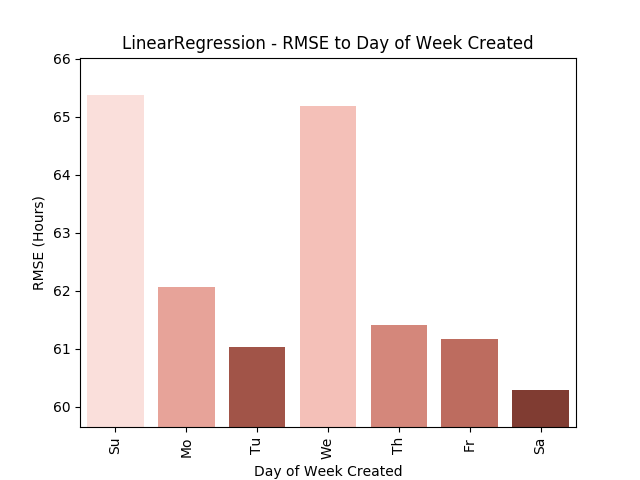 LinearRegression - RMSE to Day of Week Created
66
65
64
63
62
61
60
RMSE (Hours)
Su Mo Tu We Th Fr Sa
Day of Week Created